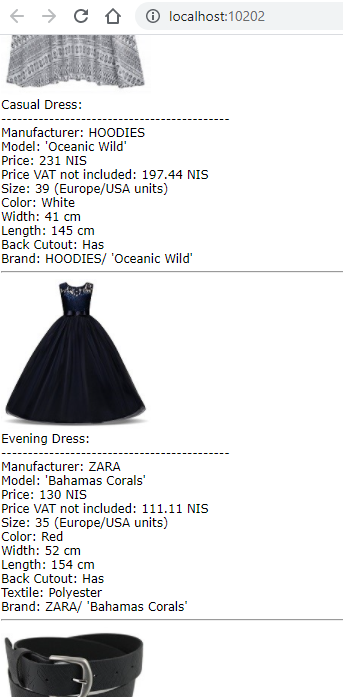 localhost:10202
Casual Dress:
---------------------------------------
Manufacturer: HOODIES
Model: 'Oceanic Wild'
Price: 231 NIS
Price VAT not included: 197.44 NIS
Size: 39 (Europe/USA units)
Color: White
Width: 41 cm
Length: 145 cm
Back Cutout: Has
Brand: HOODIES/ 'Oceanic Wild'
Evening Dress:
---------------------------------------
Manufacturer: ZARA
Model: 'Bahamas Corals'
Price: 130 NIS
Price VAT not included: 111.11 NIS
Size: 35 (Europe/USA units)
Color: Red
Width: 52 cm
Length: 154 cm
Back Cutout: Has
Textile: Polyester
Brand: ZARA/ 'Bahamas Corals'